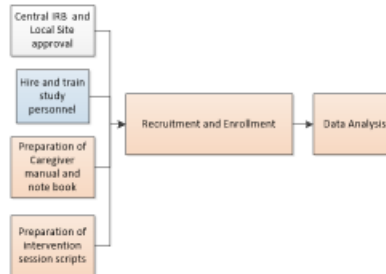 Central IRB and
Local Site
approval
Hire and train
study
personnel
Preparation of
Caregiver
manual and
note book
Preparation of
intervention
session scripts
Recruitment and Enrollment
Data Analysis